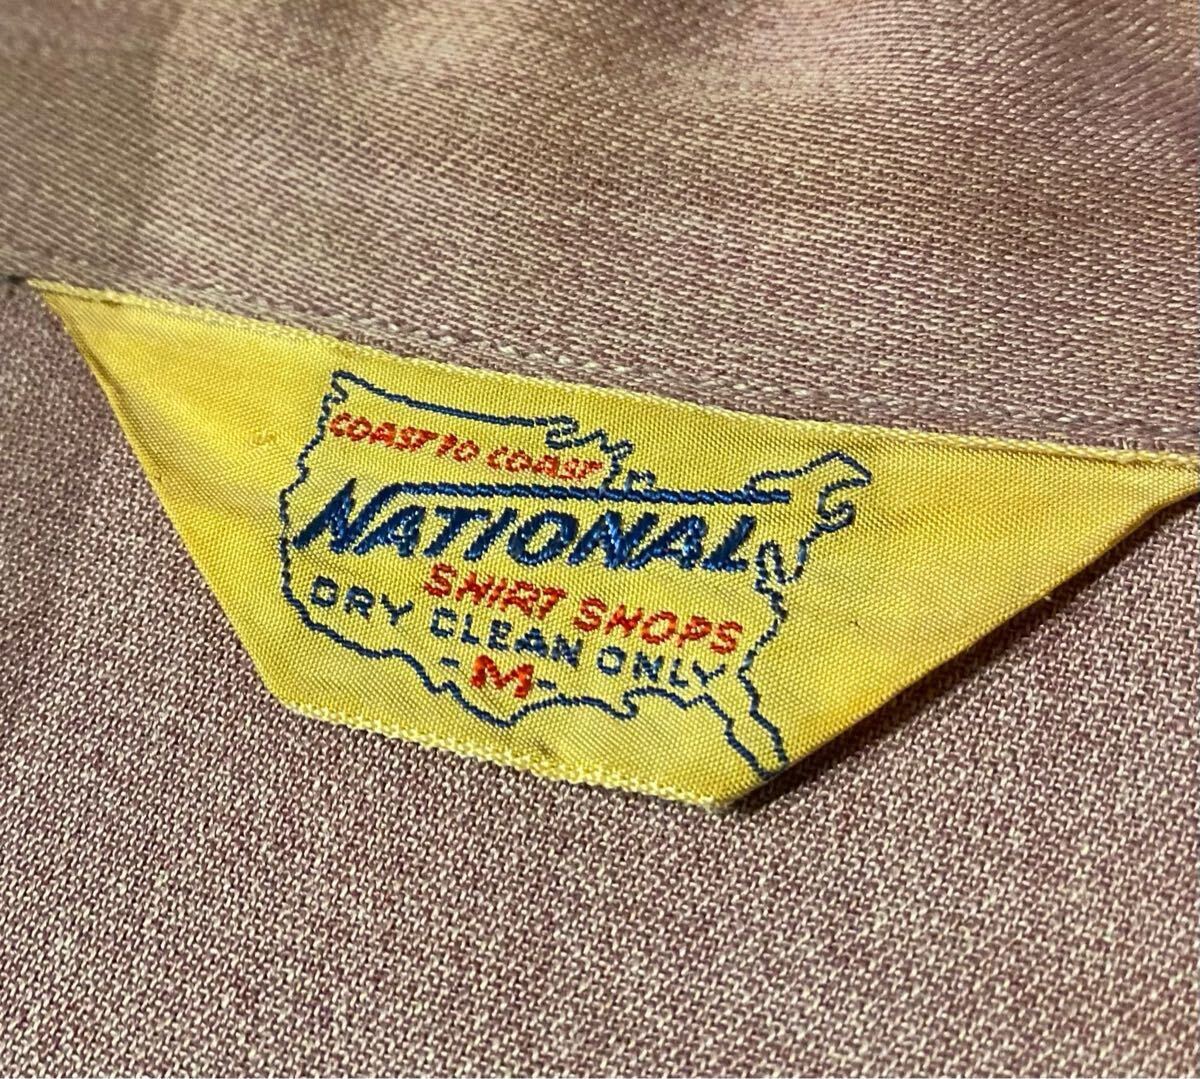 COAST TO COAST
NATIONAL
SHIRT SHOPS
DRY CLEAN ONLY
-M-